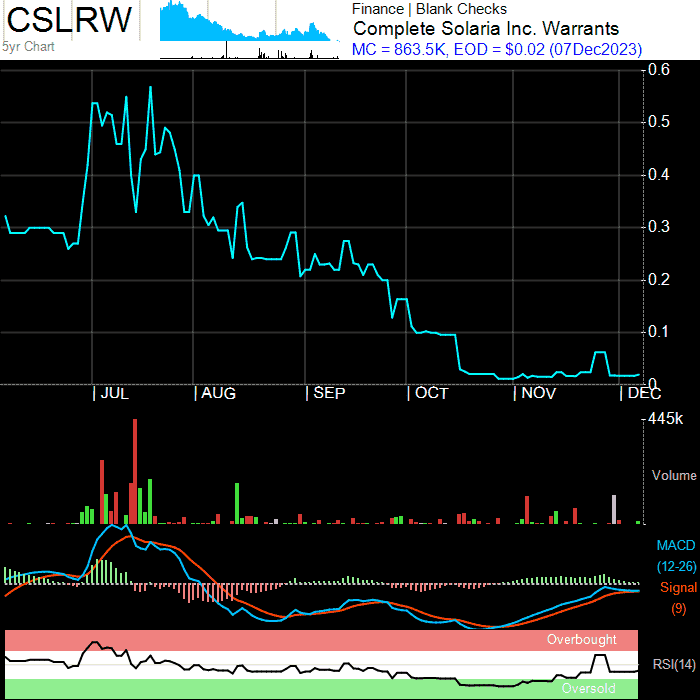 CSLRW
5yr Chart
Finance | Blank Checks
Complete Solaria Inc. Warrants
MC = 863.5K, EOD = $0.02 (07Dec2023)
0.6
0.5
0.4
0.3
0.2
0.1
0
JUL AUG SEP OCT NOV DEC
445k
Volume
MACD
(12-26)
Signal
(9)
Overbought
RSI(14)
Oversold